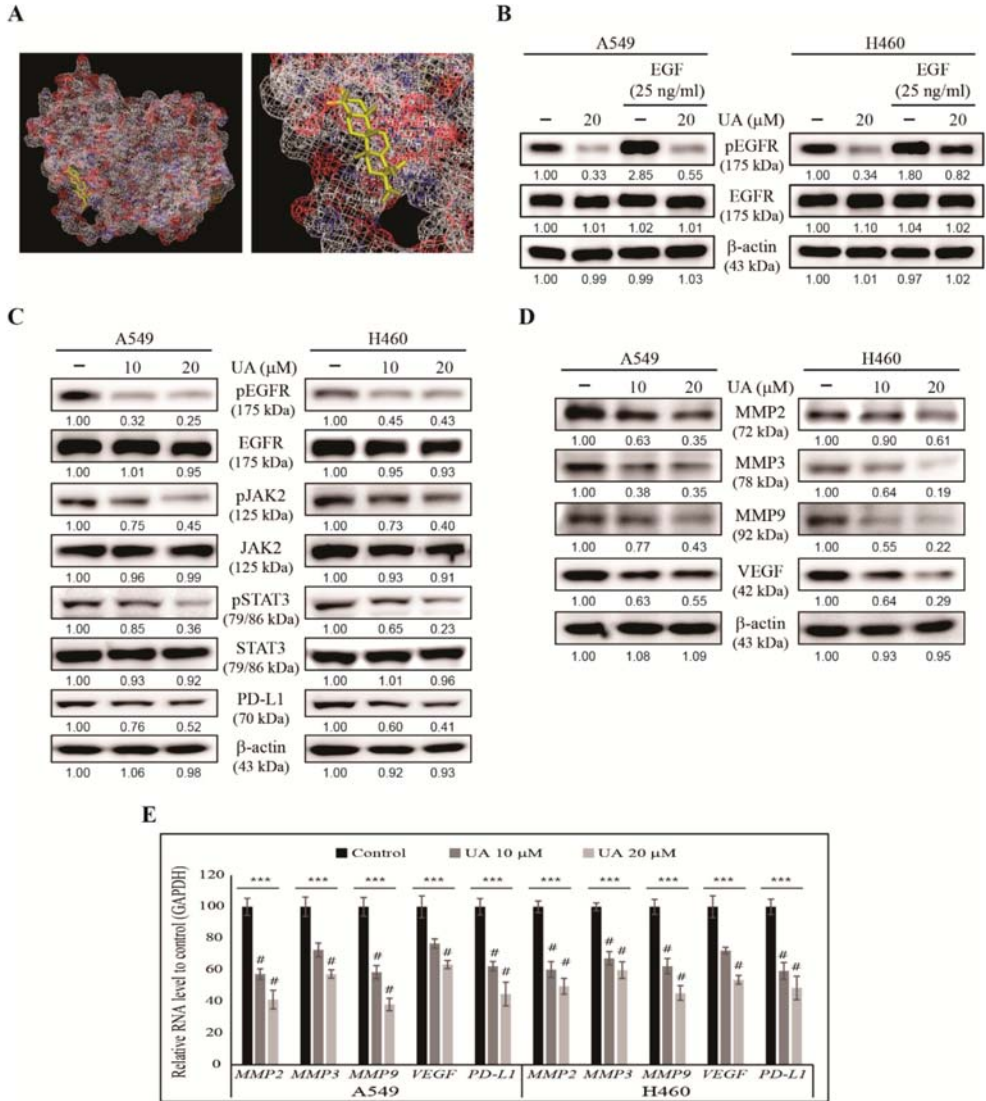 A
B
A549
H460
EGF
(25 ng/ml)
EGF
(25 ng/ml)
– 20 – 20 UA (μM) – 20 – 20
pEGFR
(175 kDa)
1.00 0.33 2.85 0.55 1.00 0.34 1.80 0.82
EGFR
(175 kDa)
1.00 1.01 1.02 1.01 1.00 1.10 1.04 1.02
β-actin
(43 kDa)
1.00 0.99 0.99 1.03 1.00 1.01 0.97 1.02
C
A549 H460
– 10 20 UA (μM) – 10 20
pEGFR
(175 kDa)
1.00 0.32 0.25 1.00 0.45 0.43
EGFR
(175 kDa)
1.00 1.01 0.95 1.00 0.95 0.93
pJAK2
(125 kDa)
1.00 0.75 0.45 1.00 0.73 0.40
JAK2
(125 kDa)
1.00 0.96 0.99 1.00 0.93 0.91
pSTAT3
(79/86 kDa)
1.00 0.85 0.36 1.00 0.65 0.23
STAT3
(79/86 kDa)
1.00 0.93 0.92 1.00 1.01 0.96
PD-L1
(70 kDa)
1.00 0.76 0.52 1.00 0.60 0.41
β-actin
(43 kDa)
1.00 1.06 0.98 1.00 0.92 0.93
D
A549 H460
– 10 20 UA (μM) – 10 20
MMP2
(72 kDa)
1.00 0.63 0.35 1.00 0.90 0.61
MMP3
(78 kDa)
1.00 0.38 0.35 1.00 0.64 0.19
MMP9
(92 kDa)
1.00 0.77 0.43 1.00 0.55 0.22
VEGF
(42 kDa)
1.00 0.63 0.55 1.00 0.64 0.29
β-actin
(43 kDa)
1.00 1.08 1.09 1.00 0.93 0.95
E
Control UA 10 μM UA 20 μM
Relative RNA level to control (GAPDH)
120
100
80
60
40
20
0
*** *** *** *** *** *** *** *** *** ***
# # # # # # # # # # # # # # # #
MMP2 MMP3 MMP9 VEGF PD-L1 MMP2 MMP3 MMP9 VEGF PD-L1
A549 H460